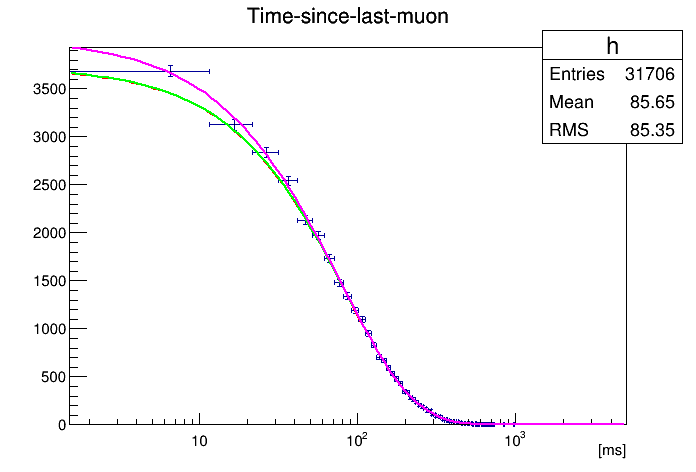 Time-since-last-muon
h
Entries 31706
Mean 85.65
RMS 85.35
3500
3000
2500
2000
1500
1000
500
0
10 10² 10³
[ms]